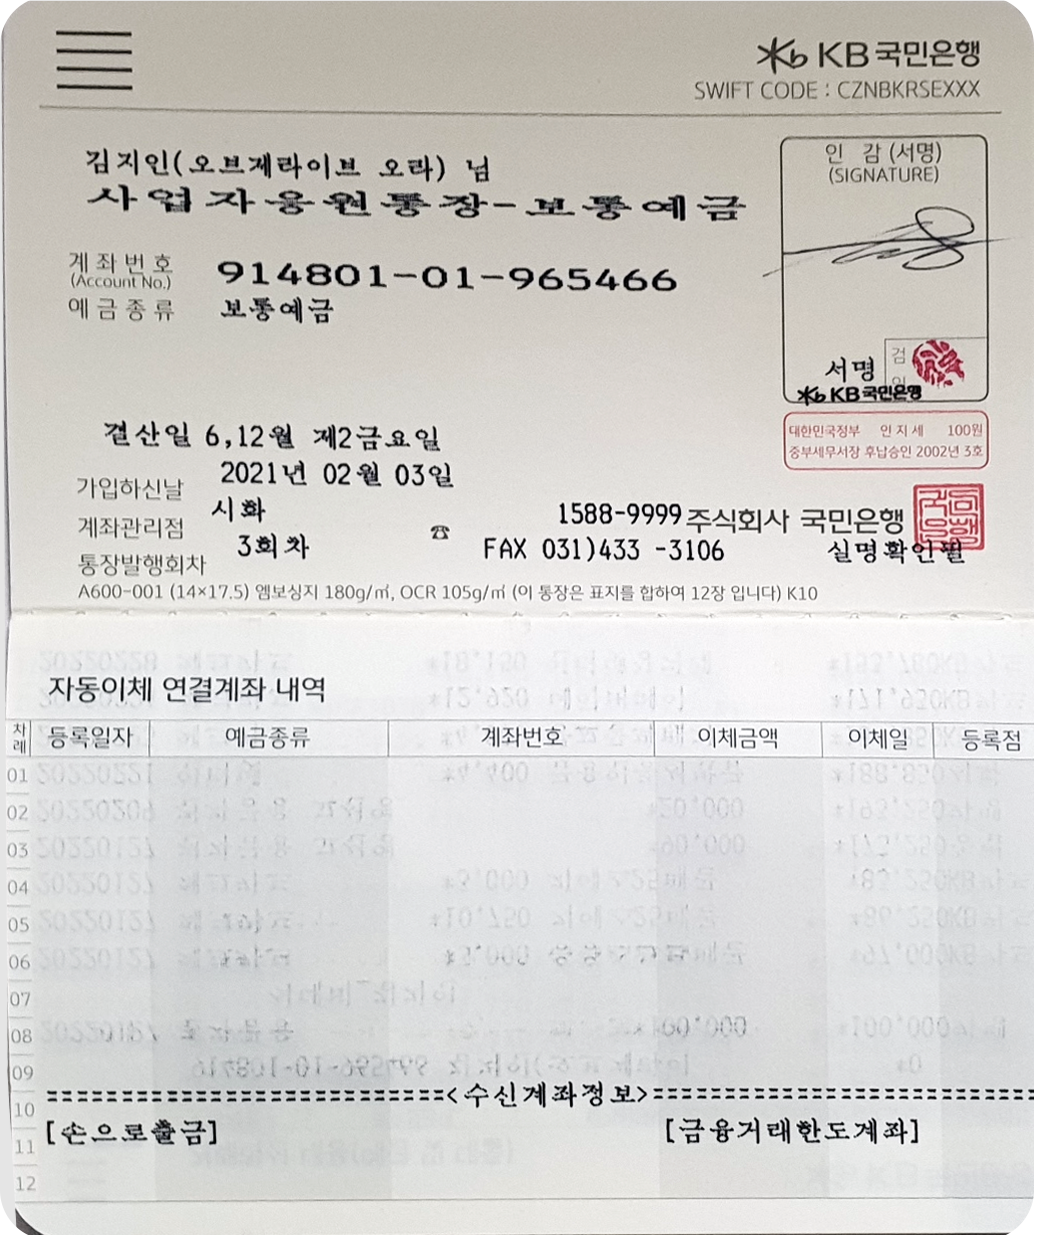 KB 국민은행
SWIFT CODE : CZNBKRSEXXX
김지인(오브제라이브 오라) 님
사업자응원통장-보통예금
인 감 (서명)
(SIGNATURE)
계 좌 번 호
(Account No.)
914801-01-965466
예 금 종 류 보통예금
서명
검
인
KB국민은행
대한민국정부 인 지 세 100원
중부세무서장 후납승인 2002년 3호
결산일 6,12월 제2금요일
가입하신날 2021년 02월 03일
계좌관리점 시화
☎ 1588-9999 주식회사 국민은행
통장발행회차 3회차
FAX 031)433 -3106 실명확인필
A600-001 (14×17.5) 엠보싱지 180g/㎡, OCR 105g/㎡ (이 통장은 표지를 합하여 12장 입니다) K10
자동이체 연결계좌 내역
차례 등록일자 예금종류 계좌번호 이체금액 이체일 등록점
01
02
03
04
05
06
07
08
09
10 =========================<수신계좌정보>=========================
11 [손으로출금] [금융거래한도계좌]
12